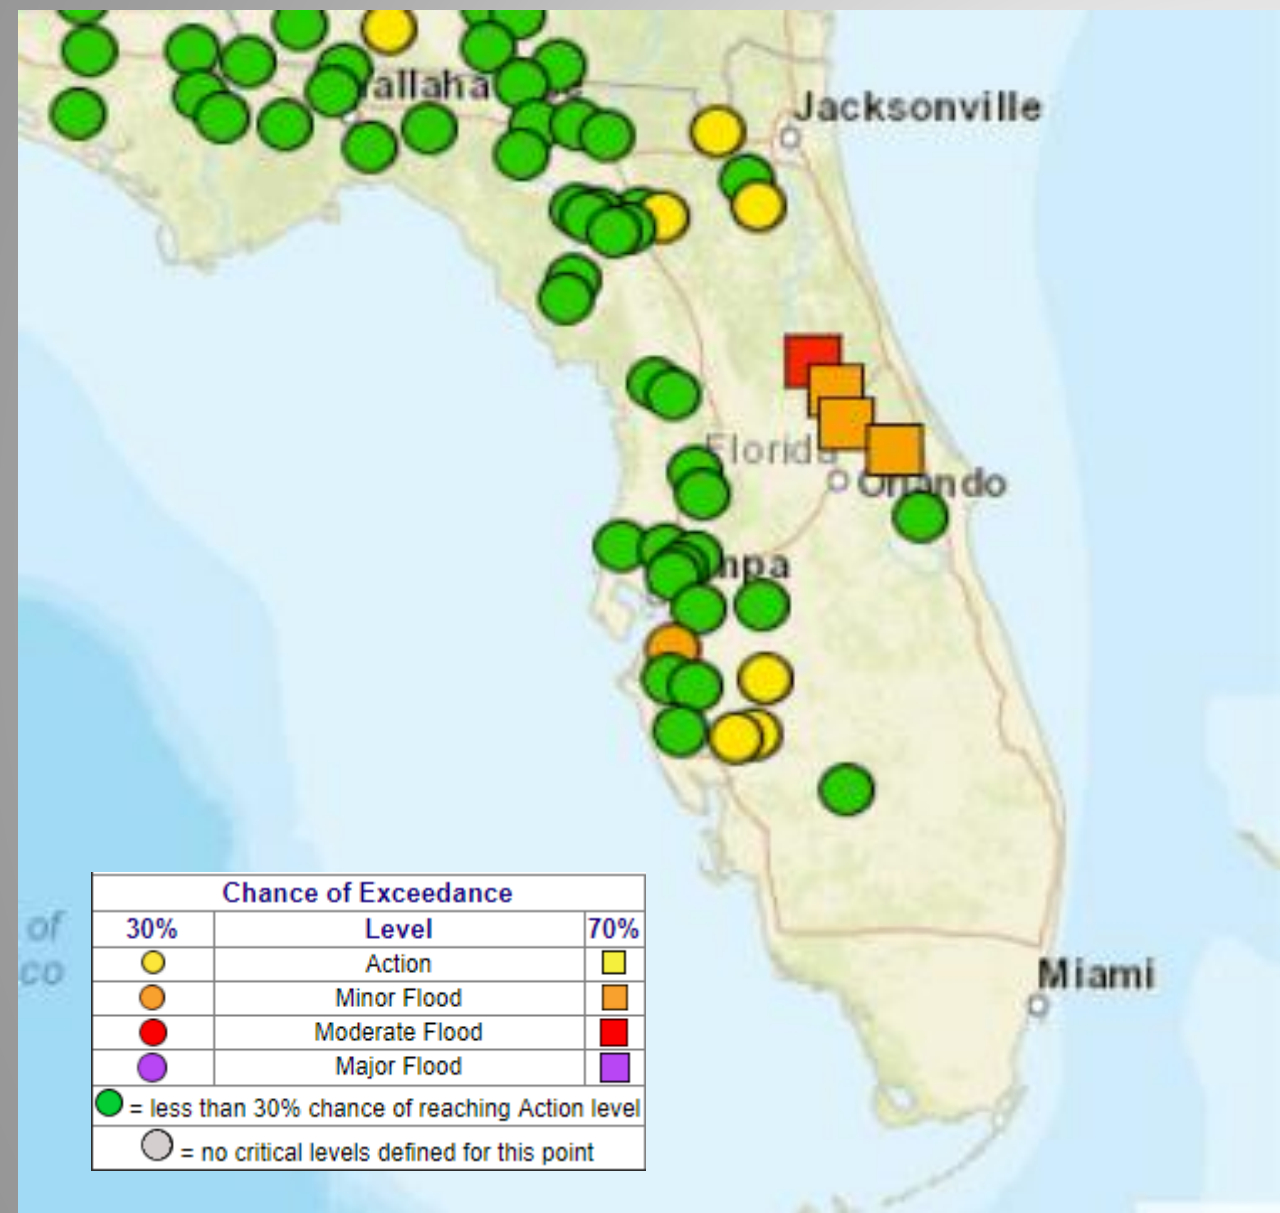 allaha
Jacksonville
Florida
Orlando
mpa
of
co
Miami
Chance of Exceedance
30% Level 70%
Action
Minor Flood
Moderate Flood
Major Flood
= less than 30% chance of reaching Action level
= no critical levels defined for this point